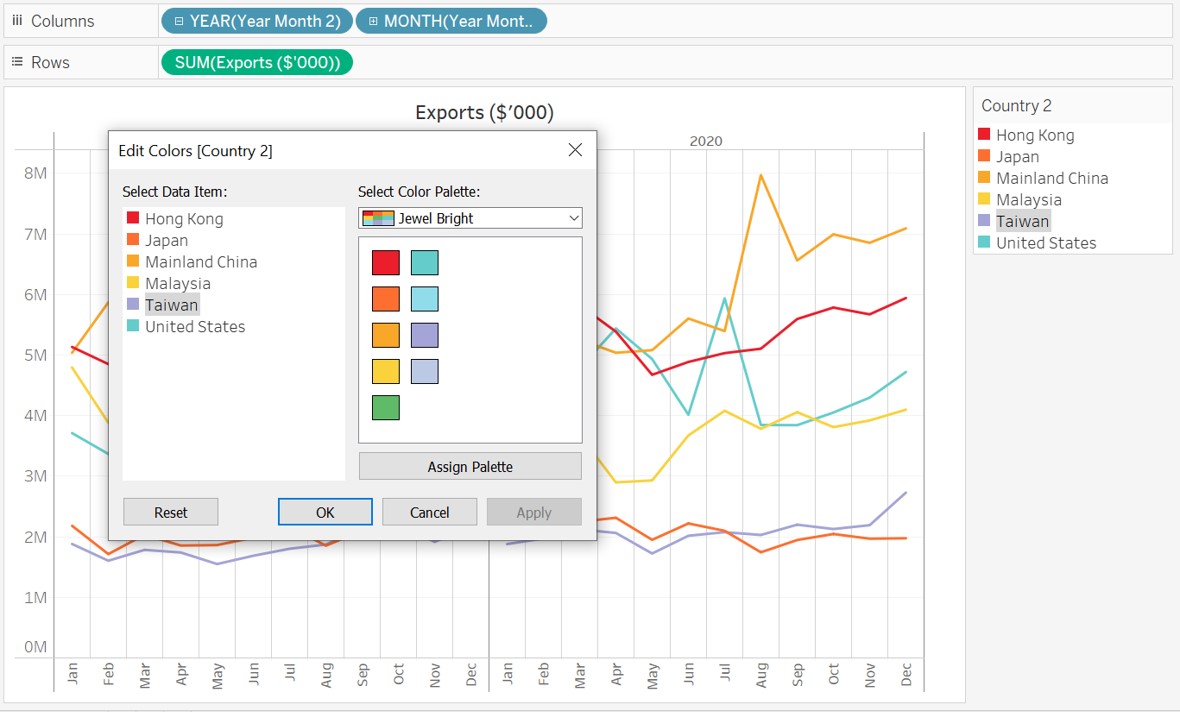 Columns
YEAR(Year Month 2)
MONTH(Year Mont..
Rows
SUM(Exports ($'000))
Exports ($’000)
2020
8M
7M
6M
5M
4M
3M
2M
1M
0M
Jan
Feb
Mar
Apr
May
Jun
Jul
Aug
Sep
Oct
Nov
Dec
Jan
Feb
Mar
Apr
May
Jun
Jul
Aug
Sep
Oct
Nov
Dec
Edit Colors [Country 2]
Select Data Item:
Hong Kong
Japan
Mainland China
Malaysia
Taiwan
United States
Select Color Palette:
Jewel Bright
Assign Palette
Reset
OK
Cancel
Apply
Country 2
Hong Kong
Japan
Mainland China
Malaysia
Taiwan
United States